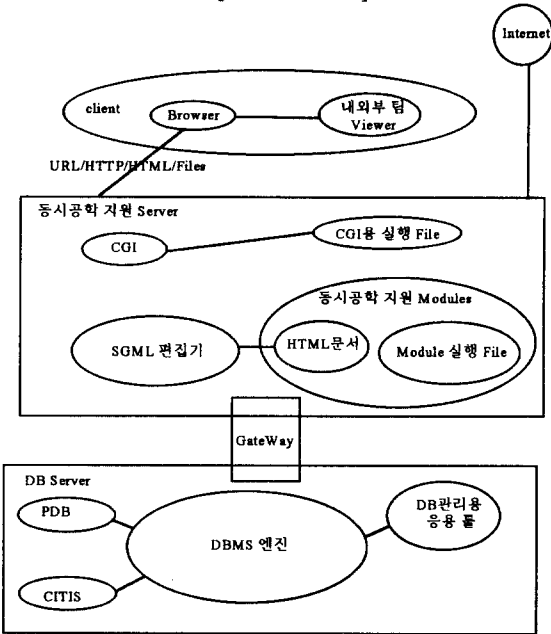 Internet
client
Browser
내외부 팀
Viewer
URL/HTTP/HTML/Files
동시공학 지원 Server
CGI
CGI용 실행 File
동시공학 지원 Modules
SGML 편집기
HTML문서
Module 실행 File
GateWay
DB Server
PDB
DBMS 엔진
DB관리용
응용 툴
CITIS